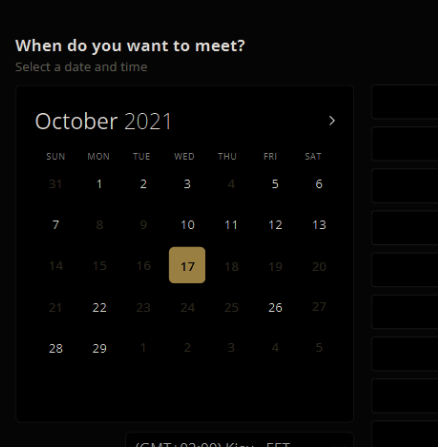 When do you want to meet?
Select a date and time
October 2021
SUN MON TUE WED THU FRI SAT
31 1 2 3 4 5 6
7 8 9 10 11 12 13
14 15 16 17 18 19 20
21 22 23 24 25 26 27
28 29 1 2 3 4 5
(GMT+02:00) Kiev - EET